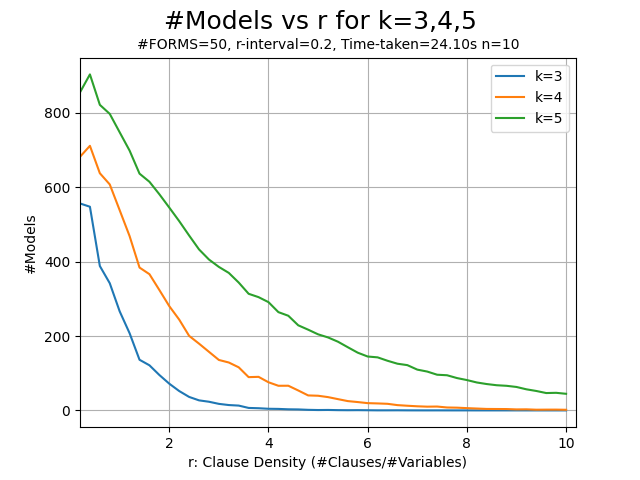 #Models vs r for k=3,4,5
#FORMS=50, r-interval=0.2, Time-taken=24.10s n=10
k=3
k=4
k=5
800
600
400
200
0
#Models
2 4 6 8 10
r: Clause Density (#Clauses/#Variables)